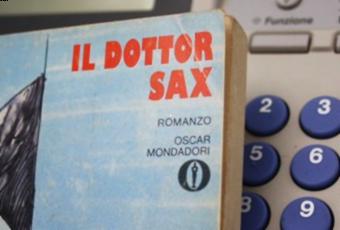 Funzione
IL DOTTOR
SAX
ROMANZO
OSCAR
MONDADORI
2
3
5
6
8
9